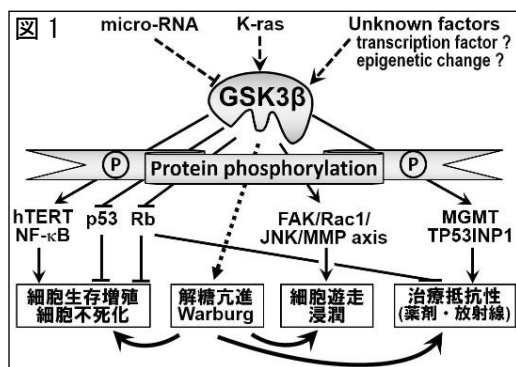 図 1
micro-RNA
K-ras
Unknown factors
transcription factor ?
epigenetic change ?
GSK3β
P
Protein phosphorylation
P
hTERT
NF-κB
p53
Rb
FAK/Rac1/
JNK/MMP axis
MGMT
TP53INP1
細胞生存増殖
細胞不死化
解糖亢進
Warburg
細胞遊走
浸潤
治療抵抗性
(薬剤・放射線)